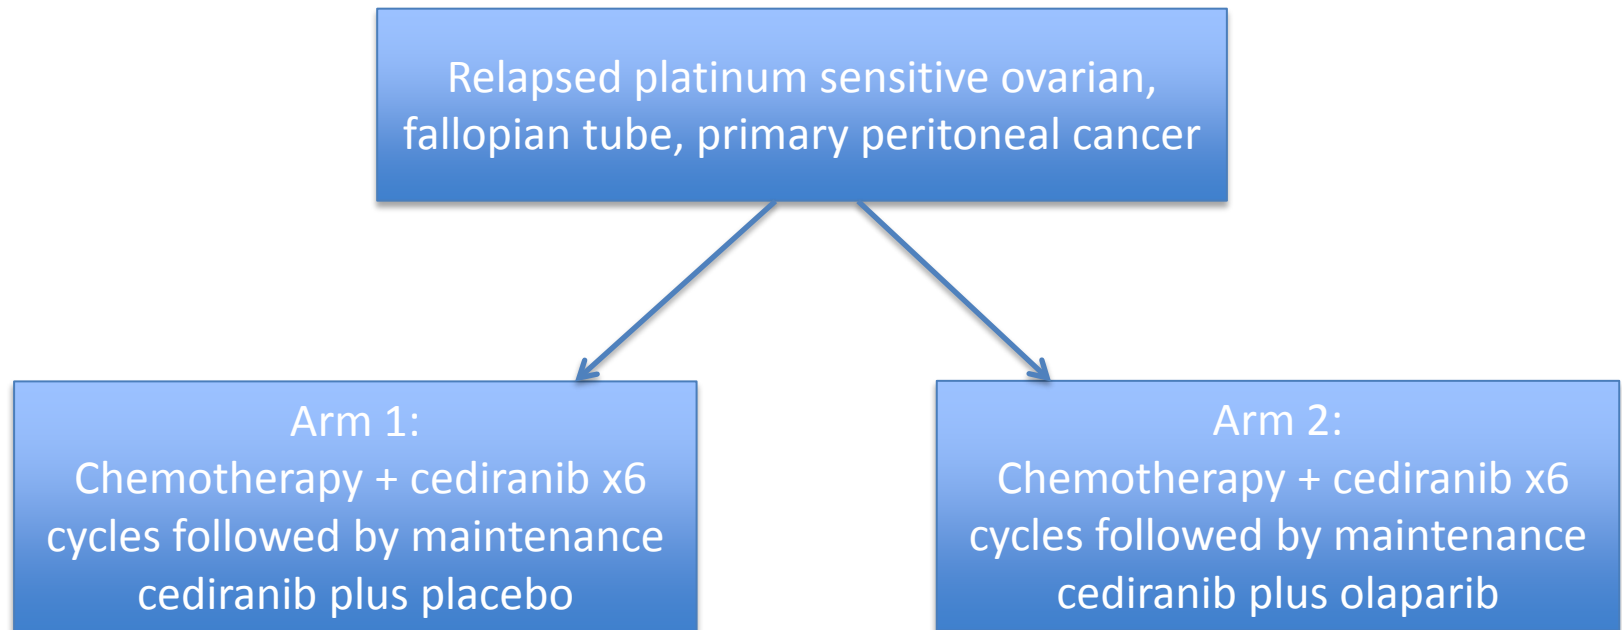 Relapsed platinum sensitive ovarian,
fallopian tube, primary peritoneal cancer
Arm 1:
Chemotherapy + cediranib x6
cycles followed by maintenance
cediranib plus placebo
Arm 2:
Chemotherapy + cediranib x6
cycles followed by maintenance
cediranib plus olaparib